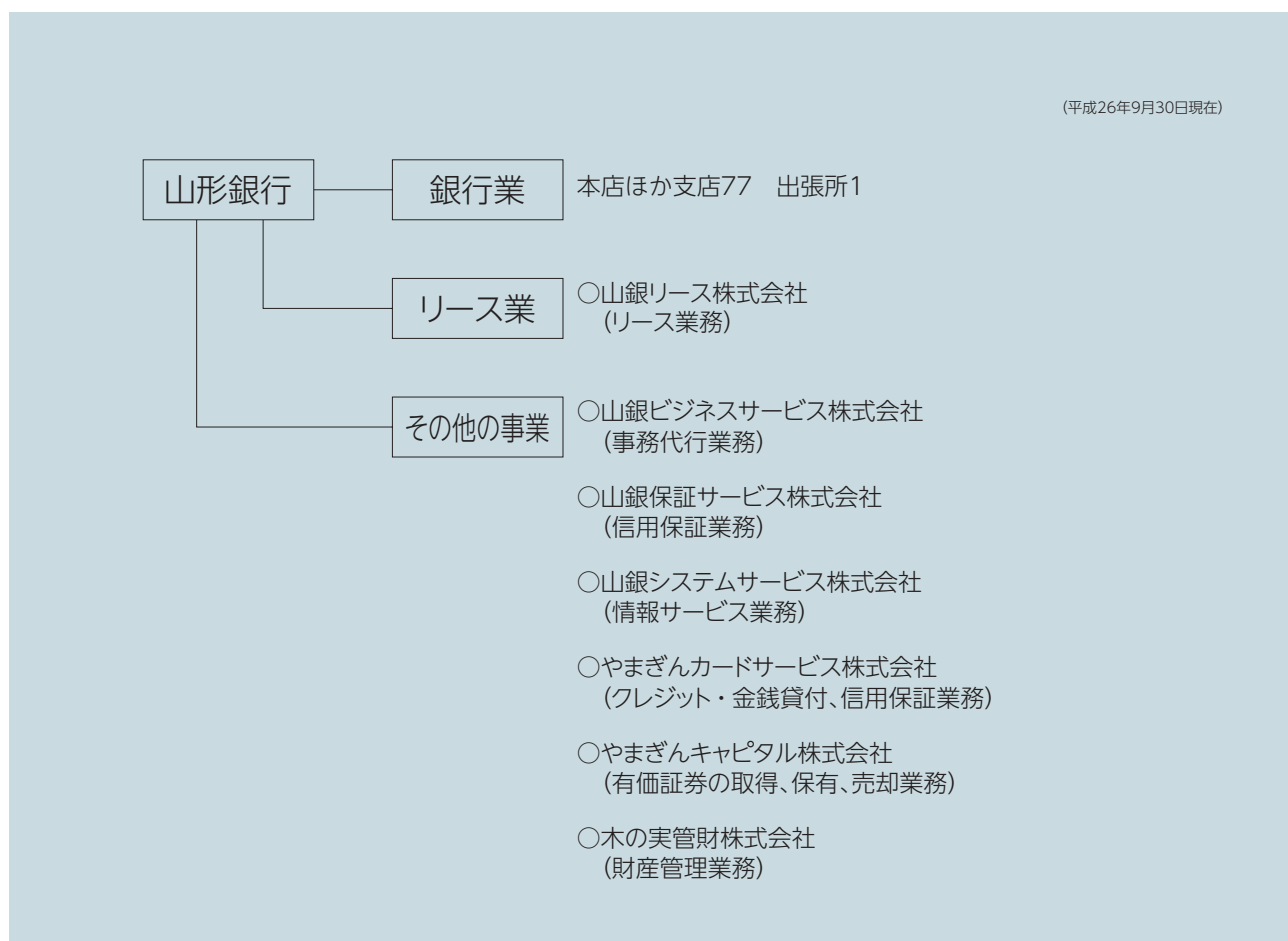 (平成26年9月30日現在)
山形銀行
銀行業
本店ほか支店77　出張所1
リース業
○山銀リース株式会社
(リース業務)
その他の事業
○山銀ビジネスサービス株式会社
(事務代行業務)
○山銀保証サービス株式会社
(信用保証業務)
○山銀システムサービス株式会社
(情報サービス業務)
○やまぎんカードサービス株式会社
(クレジット・金銭貸付、信用保証業務)
○やまぎんキャピタル株式会社
(有価証券の取得、保有、売却業務)
○木の実管財株式会社
(財産管理業務)